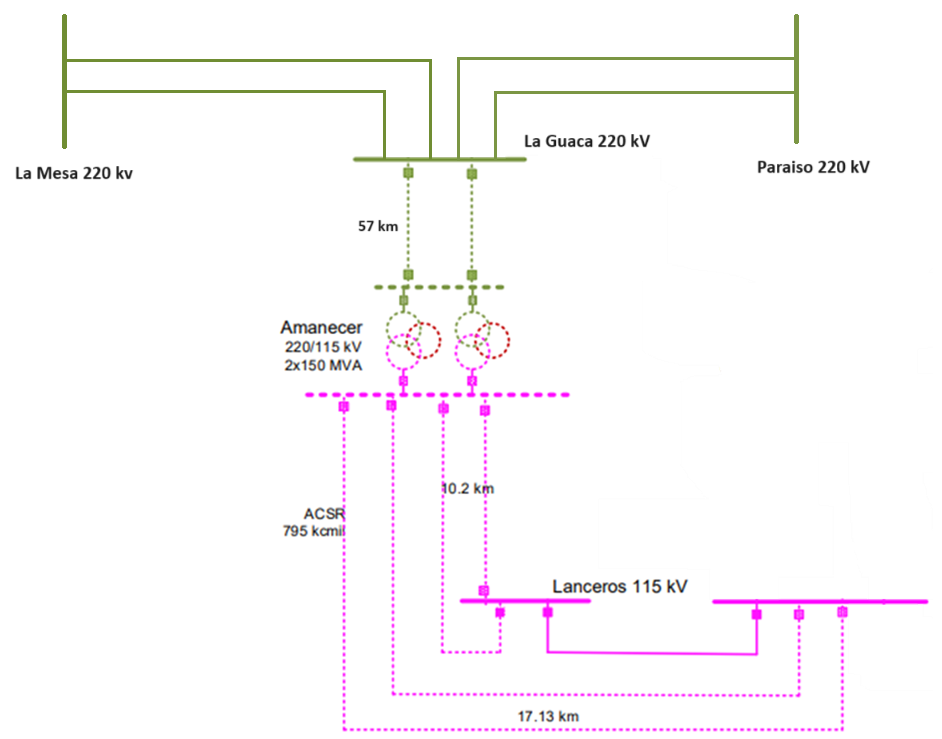 La Guaca 220 kV
La Mesa 220 kv
Paraiso 220 kV
57 km
Amanecer
220/115 kV
2x150 MVA
10.2 km
ACSR
795 kcmil
Lanceros 115 kV
17.13 km